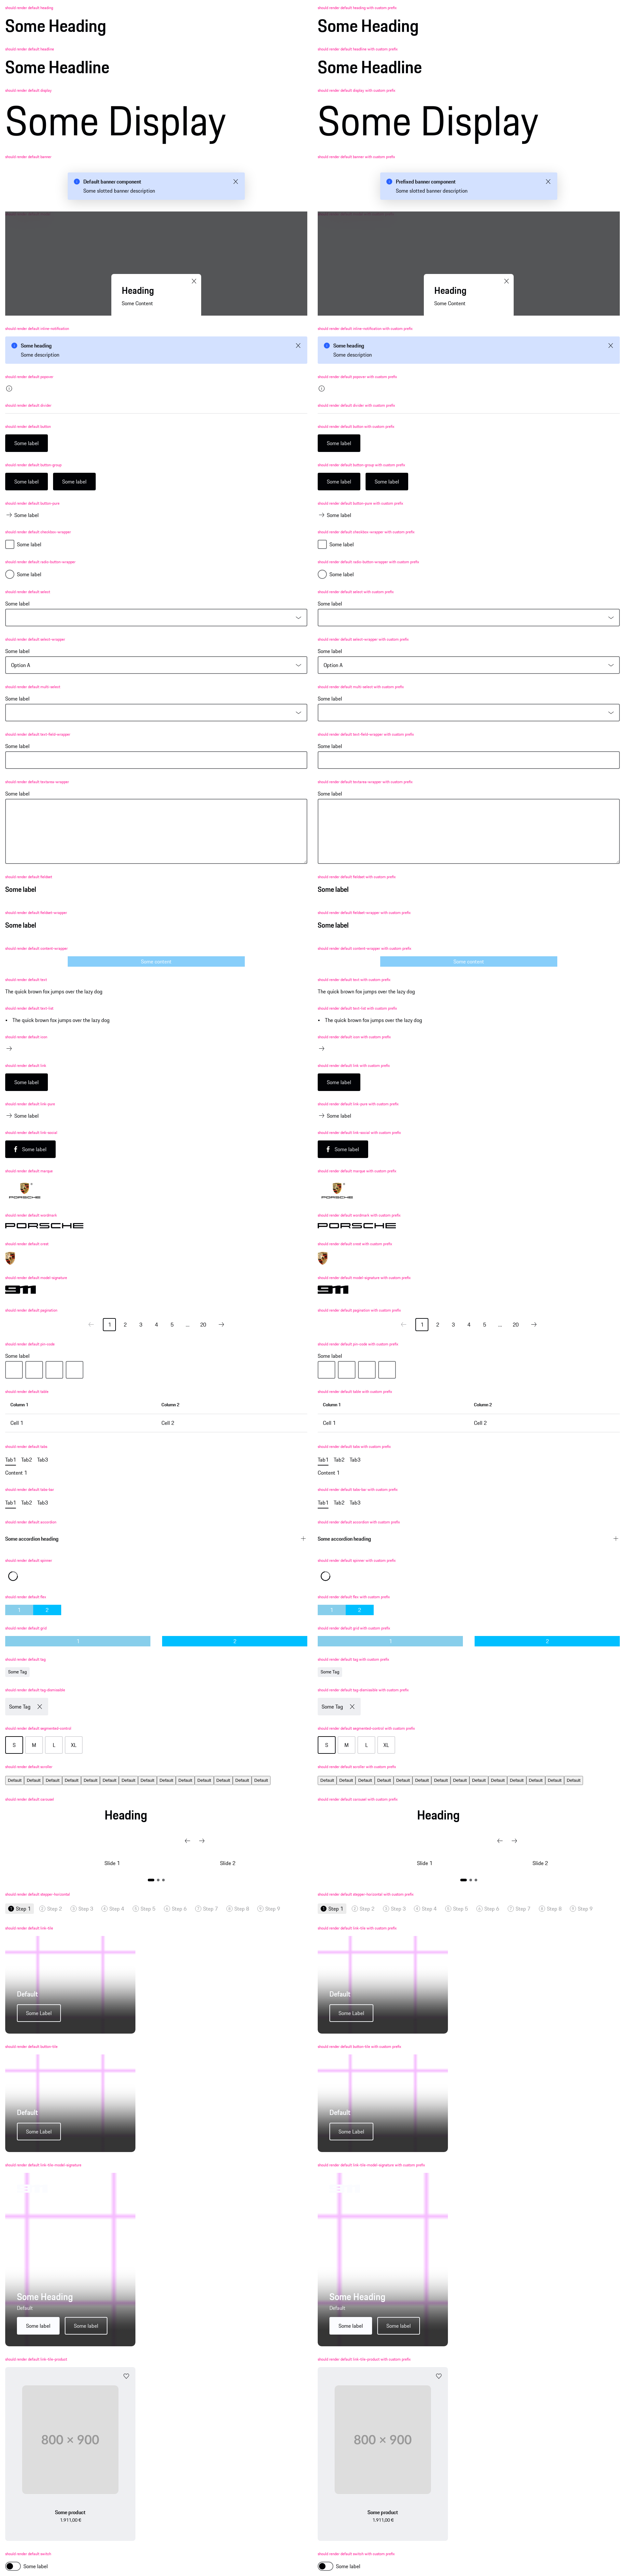 should render default heading
should render default heading with custom prefix
Some Heading
Some Heading
should render default headline
should render default headline with custom prefix
Some Headline
Some Headline
should render default display
should render default display with custom prefix
Some Display
Some Display
should render default banner
should render default banner with custom prefix
Default banner component
Some slotted banner description
Prefixed banner component
Some slotted banner description
Heading
Some Content
Heading
Some Content
should render default inline-notification
should render default inline-notification with custom prefix
Some heading
Some description
Some heading
Some description
should render default popover
should render default popover with custom prefix
should render default divider
should render default divider with custom prefix
should render default button
should render default button with custom prefix
Some label
Some label
should render default button-group
should render default button-group with custom prefix
Some label Some label
Some label Some label
should render default button-pure
should render default button-pure with custom prefix
Some label
Some label
should render default checkbox-wrapper
should render default checkbox-wrapper with custom prefix
Some label
Some label
should render default radio-button-wrapper
should render default radio-button-wrapper with custom prefix
Some label
Some label
should render default select
should render default select with custom prefix
Some label
Some label
should render default select-wrapper
should render default select-wrapper with custom prefix
Some label
Some label
Option A
Option A
should render default multi-select
should render default multi-select with custom prefix
Some label
Some label
should render default text-field-wrapper
should render default text-field-wrapper with custom prefix
Some label
Some label
should render default textarea-wrapper
should render default textarea-wrapper with custom prefix
Some label
Some label
should render default fieldset
should render default fieldset with custom prefix
Some label
Some label
should render default fieldset-wrapper
should render default fieldset-wrapper with custom prefix
Some label
Some label
should render default content-wrapper
should render default content-wrapper with custom prefix
Some content
Some content
should render default text
should render default text with custom prefix
The quick brown fox jumps over the lazy dog
The quick brown fox jumps over the lazy dog
should render default text-list
should render default text-list with custom prefix
• The quick brown fox jumps over the lazy dog
• The quick brown fox jumps over the lazy dog
should render default icon
should render default icon with custom prefix
should render default link
should render default link with custom prefix
Some label
Some label
should render default link-pure
should render default link-pure with custom prefix
Some label
Some label
should render default link-social
should render default link-social with custom prefix
Some label
Some label
should render default marque
should render default marque with custom prefix
PORSCHE
PORSCHE
should render default wordmark
should render default wordmark with custom prefix
PORSCHE
PORSCHE
should render default crest
should render default crest with custom prefix
should render default model-signature
should render default model-signature with custom prefix
911
911
should render default pagination
should render default pagination with custom prefix
1 2 3 4 5 ... 20
1 2 3 4 5 ... 20
should render default pin-code
should render default pin-code with custom prefix
Some label
Some label
should render default table
should render default table with custom prefix
Column 1 Column 2
Column 1 Column 2
Cell 1 Cell 2
Cell 1 Cell 2
should render default tabs
should render default tabs with custom prefix
Tab1 Tab2 Tab3
Tab1 Tab2 Tab3
Content 1
Content 1
should render default tabs-bar
should render default tabs-bar with custom prefix
Tab1 Tab2 Tab3
Tab1 Tab2 Tab3
should render default accordion
should render default accordion with custom prefix
Some accordion heading
Some accordion heading
should render default spinner
should render default spinner with custom prefix
should render default flex
should render default flex with custom prefix
1 2
1 2
should render default grid
should render default grid with custom prefix
1 2
1 2
should render default tag
should render default tag with custom prefix
Some Tag
Some Tag
should render default tag-dismissible
should render default tag-dismissible with custom prefix
Some Tag
Some Tag
should render default segmented-control
should render default segmented-control with custom prefix
S M L XL
S M L XL
should render default scroller
should render default scroller with custom prefix
Default Default Default Default Default Default Default Default Default Default Default Default Default Default
Default Default Default Default Default Default Default Default Default Default Default Default Default Default
should render default carousel
should render default carousel with custom prefix
Heading
Heading
Slide 1 Slide 2
Slide 1 Slide 2
should render default stepper-horizontal
should render default stepper-horizontal with custom prefix
1 Step 1 2 Step 2 3 Step 3 4 Step 4 5 Step 5 6 Step 6 7 Step 7 8 Step 8 9 Step 9
1 Step 1 2 Step 2 3 Step 3 4 Step 4 5 Step 5 6 Step 6 7 Step 7 8 Step 8 9 Step 9
should render default link-tile
should render default link-tile with custom prefix
Default
Some Label
Default
Some Label
should render default button-tile
should render default button-tile with custom prefix
Default
Some Label
Default
Some Label
should render default link-tile-model-signature
should render default link-tile-model-signature with custom prefix
Some Heading
Default
Some label Some label
Some Heading
Default
Some label Some label
should render default link-tile-product
should render default link-tile-product with custom prefix
800 × 900
Some product
1.911,00 €
800 × 900
Some product
1.911,00 €
should render default switch
should render default switch with custom prefix
Some label
Some label